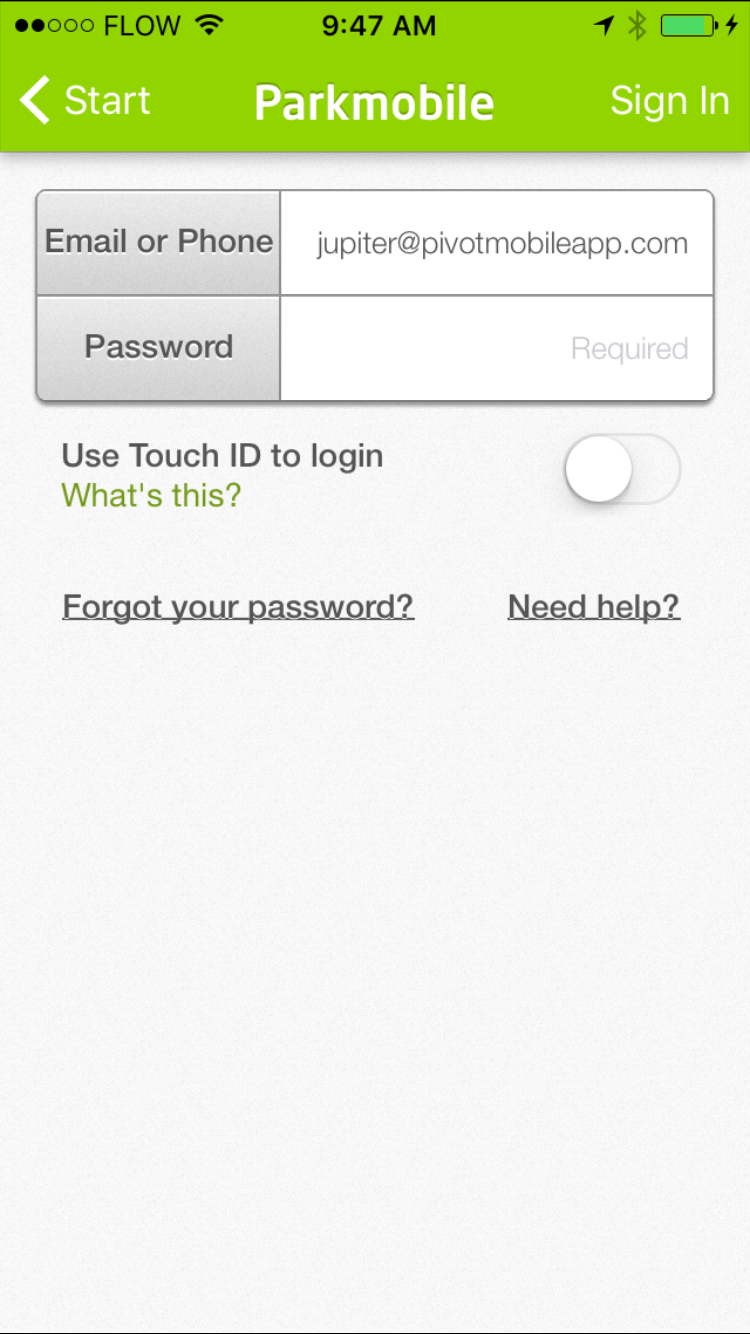 FLOW 9:47 AM
Start Parkmobile Sign In
Email or Phone jupiter@pivotmobileapp.com
Password Required
Use Touch ID to login
What's this?
Forgot your password? Need help?